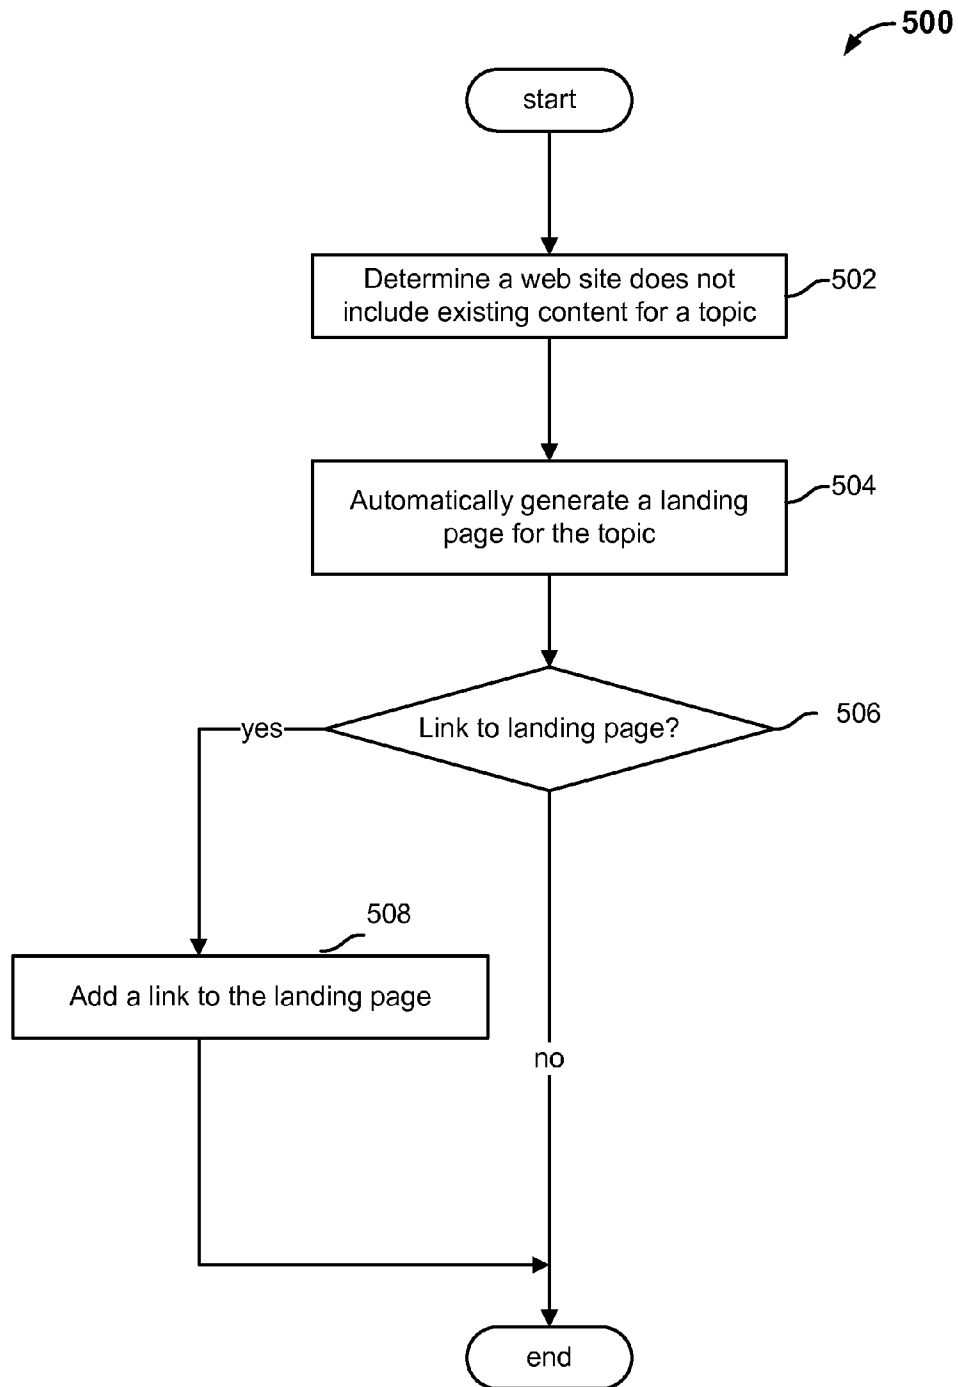 500
start
Determine a web site does not
include existing content for a topic
502
Automatically generate a landing
page for the topic
504
Link to landing page?
506
yes
508
Add a link to the landing page
no
end